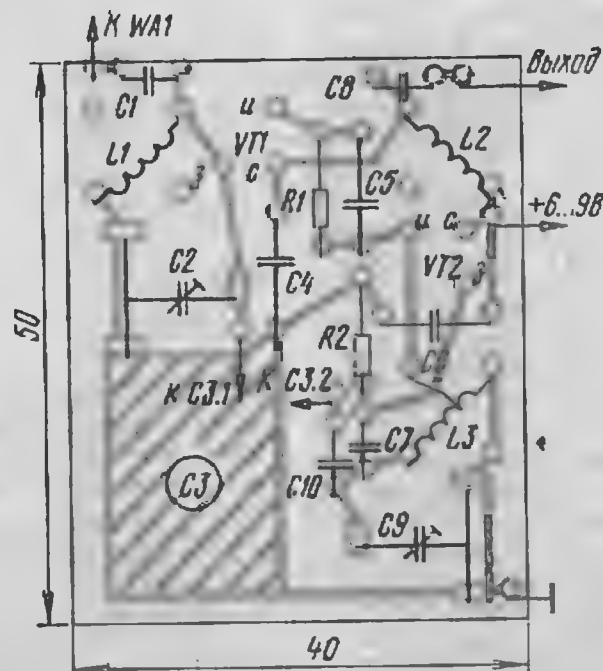 К WA1
Выход
C1
C8
и
L1
VT1
L2
З
с
C5
R1
+6...9В
и с
C2
VT2
З
C4
50
R2
C6
К C3.1
К C3.2
C7
L3
C3
C10
C9
40